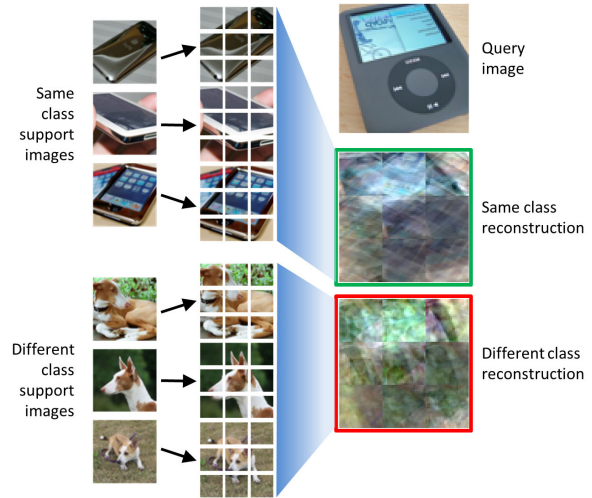 Same
class
support
images
Query
image
Same class
reconstruction
Different
class
support
images
Different class
reconstruction